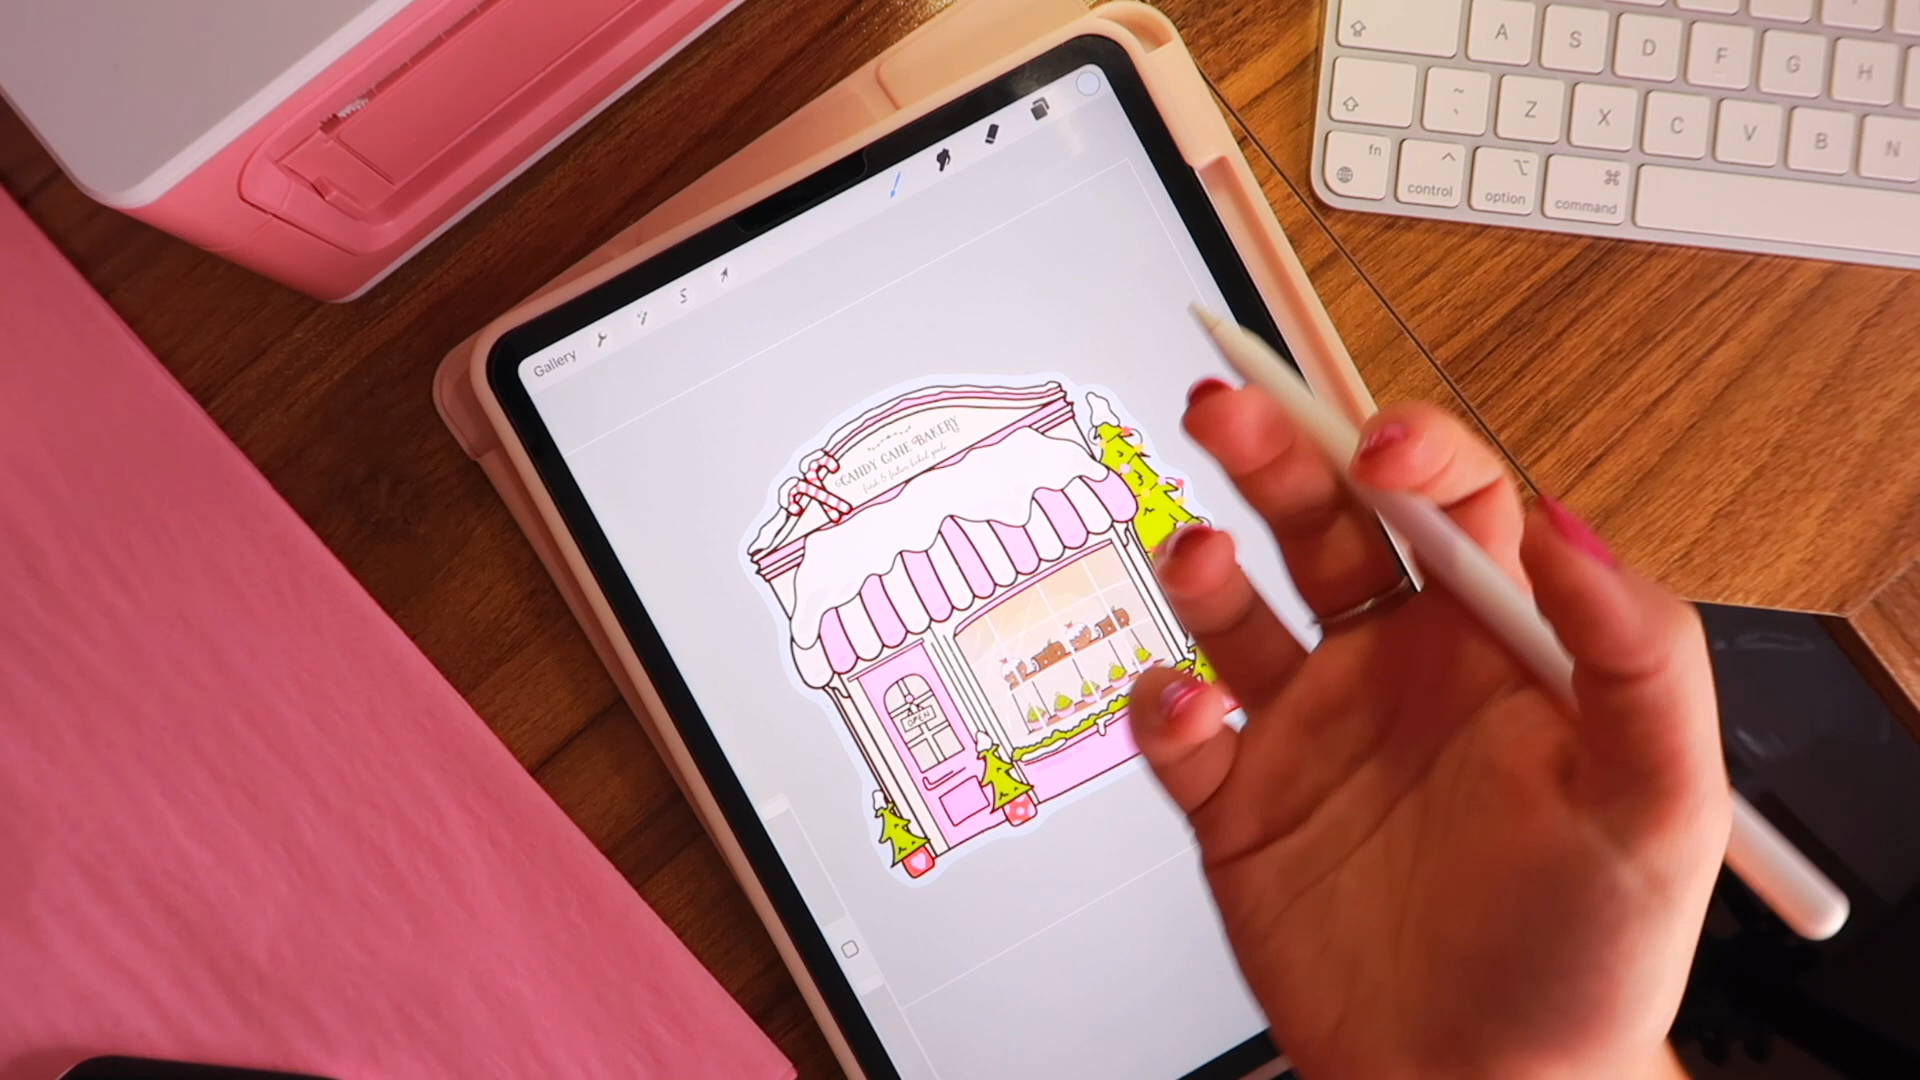 A S D F G H
~ Z X C V B N
fn ^ ⌥ ⌘
control option command
Gallery
CANDY CANE BAKERY
fresh & festive baked goods
OPEN